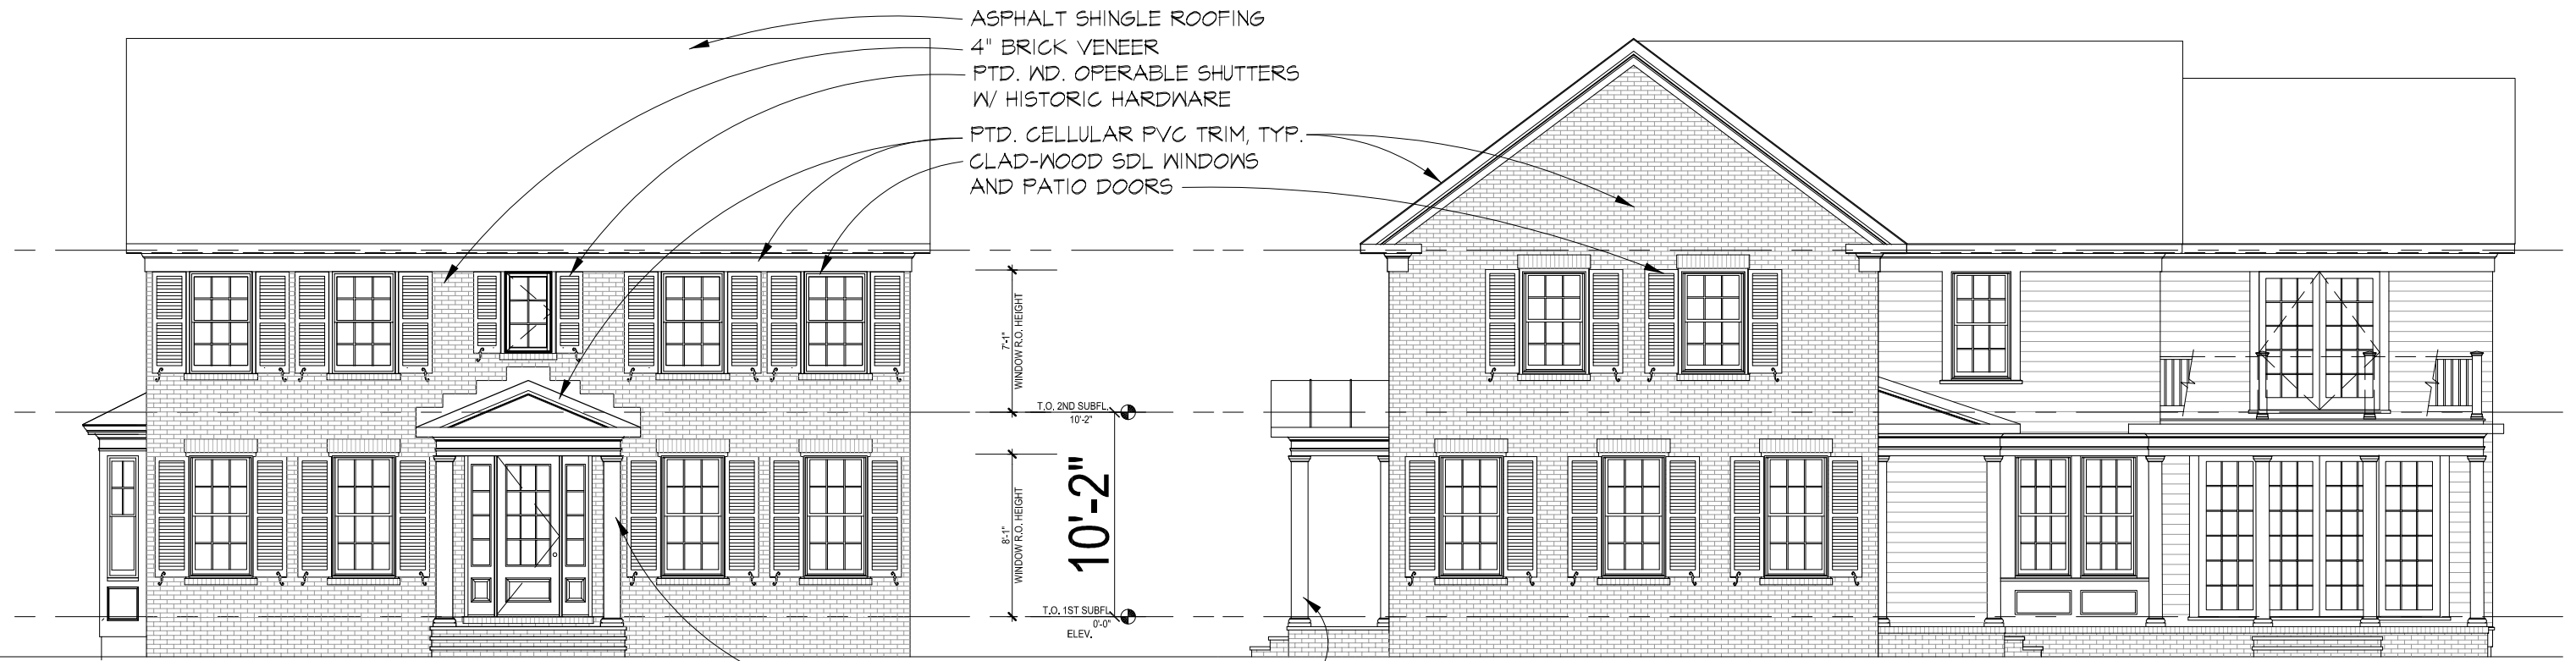 ASPHALT SHINGLE ROOFING
4" BRICK VENEER
PTD. WD. OPERABLE SHUTTERS
W/ HISTORIC HARDWARE
PTD. CELLULAR PVC TRIM, TYP.
CLAD-WOOD SDL WINDOWS
AND PATIO DOORS
7'-1"
WINDOW R.O. HEIGHT
T.O. 2ND SUBFL.
10'-2"
8'-1"
WINDOW R.O. HEIGHT
10'-2"
T.O. 1ST SUBFL.
0'-0"
ELEV.